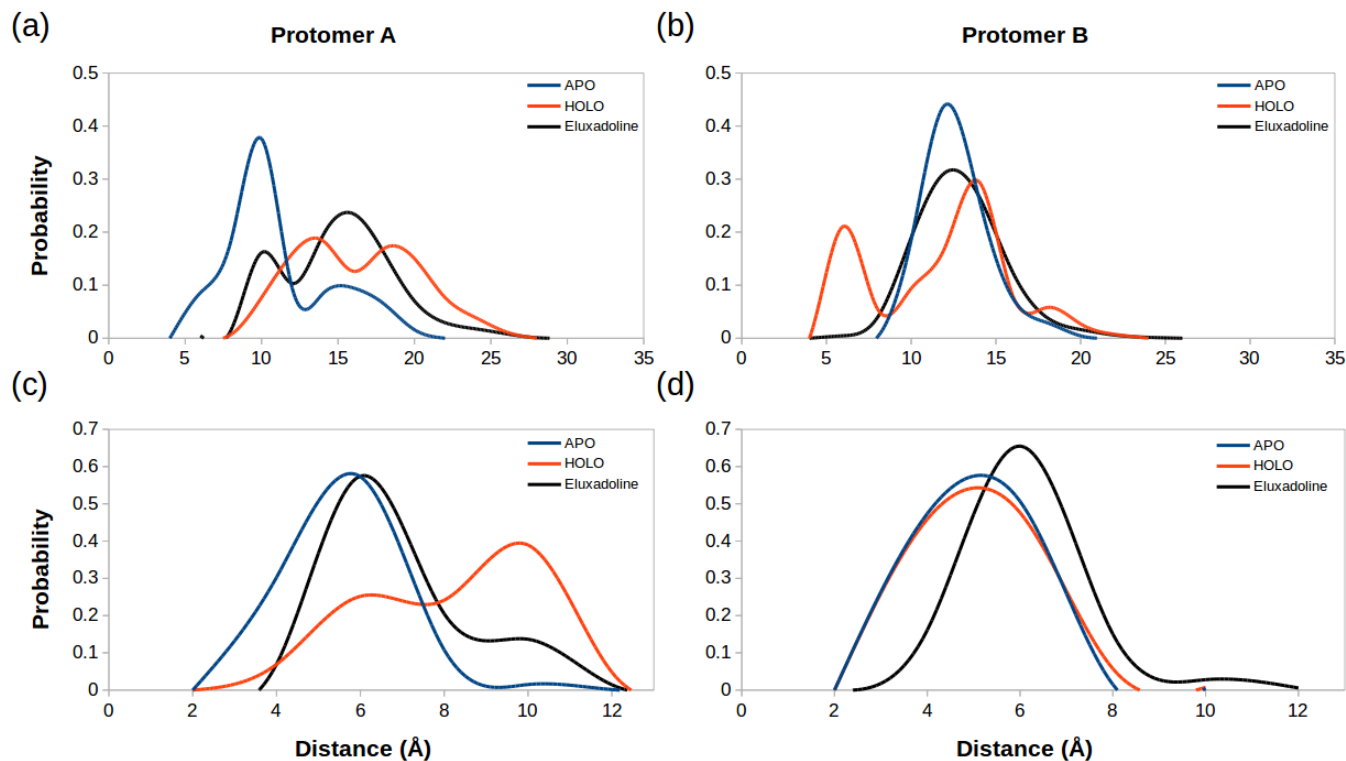 (a)
Protomer A
(b)
Protomer B
0.5
0.4
0.3
0.2
0.1
0
0 5 10 15 20 25 30 35
Probability
APO
HOLO
Eluxadoline
0.5
0.4
0.3
0.2
0.1
0
0 5 10 15 20 25 30 35
APO
HOLO
Eluxadoline
(c)
(d)
0.7
0.6
0.5
0.4
0.3
0.2
0.1
0
0 2 4 6 8 10 12
Probability
APO
HOLO
Eluxadoline
Distance (Å)
0.7
0.6
0.5
0.4
0.3
0.2
0.1
0
0 2 4 6 8 10 12
APO
HOLO
Eluxadoline
Distance (Å)